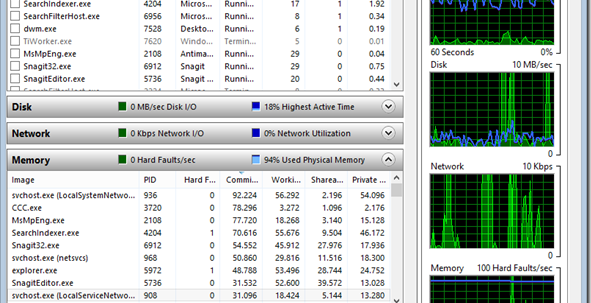 SearchIndexer.exe 4204 Micros... Runni... 17 1 1.92
SearchFilterHost.exe 6956 Micros... Runni... 8 1 0.34
dwm.exe 7528 Deskto... Runni... 6 1 0.19
TiWorker.exe 7620 Windo... Termin... 5 0 0.01
MsMpEng.exe 2108 Antima... Runni... 29 0 0.04
Snagit32.exe 6912 Snagit Runni... 29 0 0.75
SnagitEditor.exe 5736 Snagit ... Runni... 20 0 0.44
60 Seconds 0%
Disk 10 MB/sec
Disk 0 MB/sec Disk I/O 18% Highest Active Time
Network 0 Kbps Network I/O 0% Network Utilization
0
Memory 0 Hard Faults/sec 94% Used Physical Memory
Network 10 Kbps
Image PID Hard F... Commi... Worki... Sharea... Private ...
svchost.exe (LocalSystemNetwo... 936 0 92.224 56.292 2.196 54.096
CCC.exe 3720 0 78.296 3.272 1.096 2.176
MsMpEng.exe 2108 0 77.720 18.268 3.140 15.128
SearchIndexer.exe 4204 1 70.616 55.676 9.504 46.172
Snagit32.exe 6912 0 54.552 45.912 27.976 17.936
svchost.exe (netsvcs) 968 0 50.860 29.816 11.516 18.300
0
explorer.exe 5972 1 48.788 53.496 28.744 24.752
Memory 100 Hard Faults/sec
SnagitEditor.exe 5736 0 31.532 52.600 39.572 13.028
svchost.exe (LocalServiceNetwo... 908 0 31.096 18.424 5.144 13.280